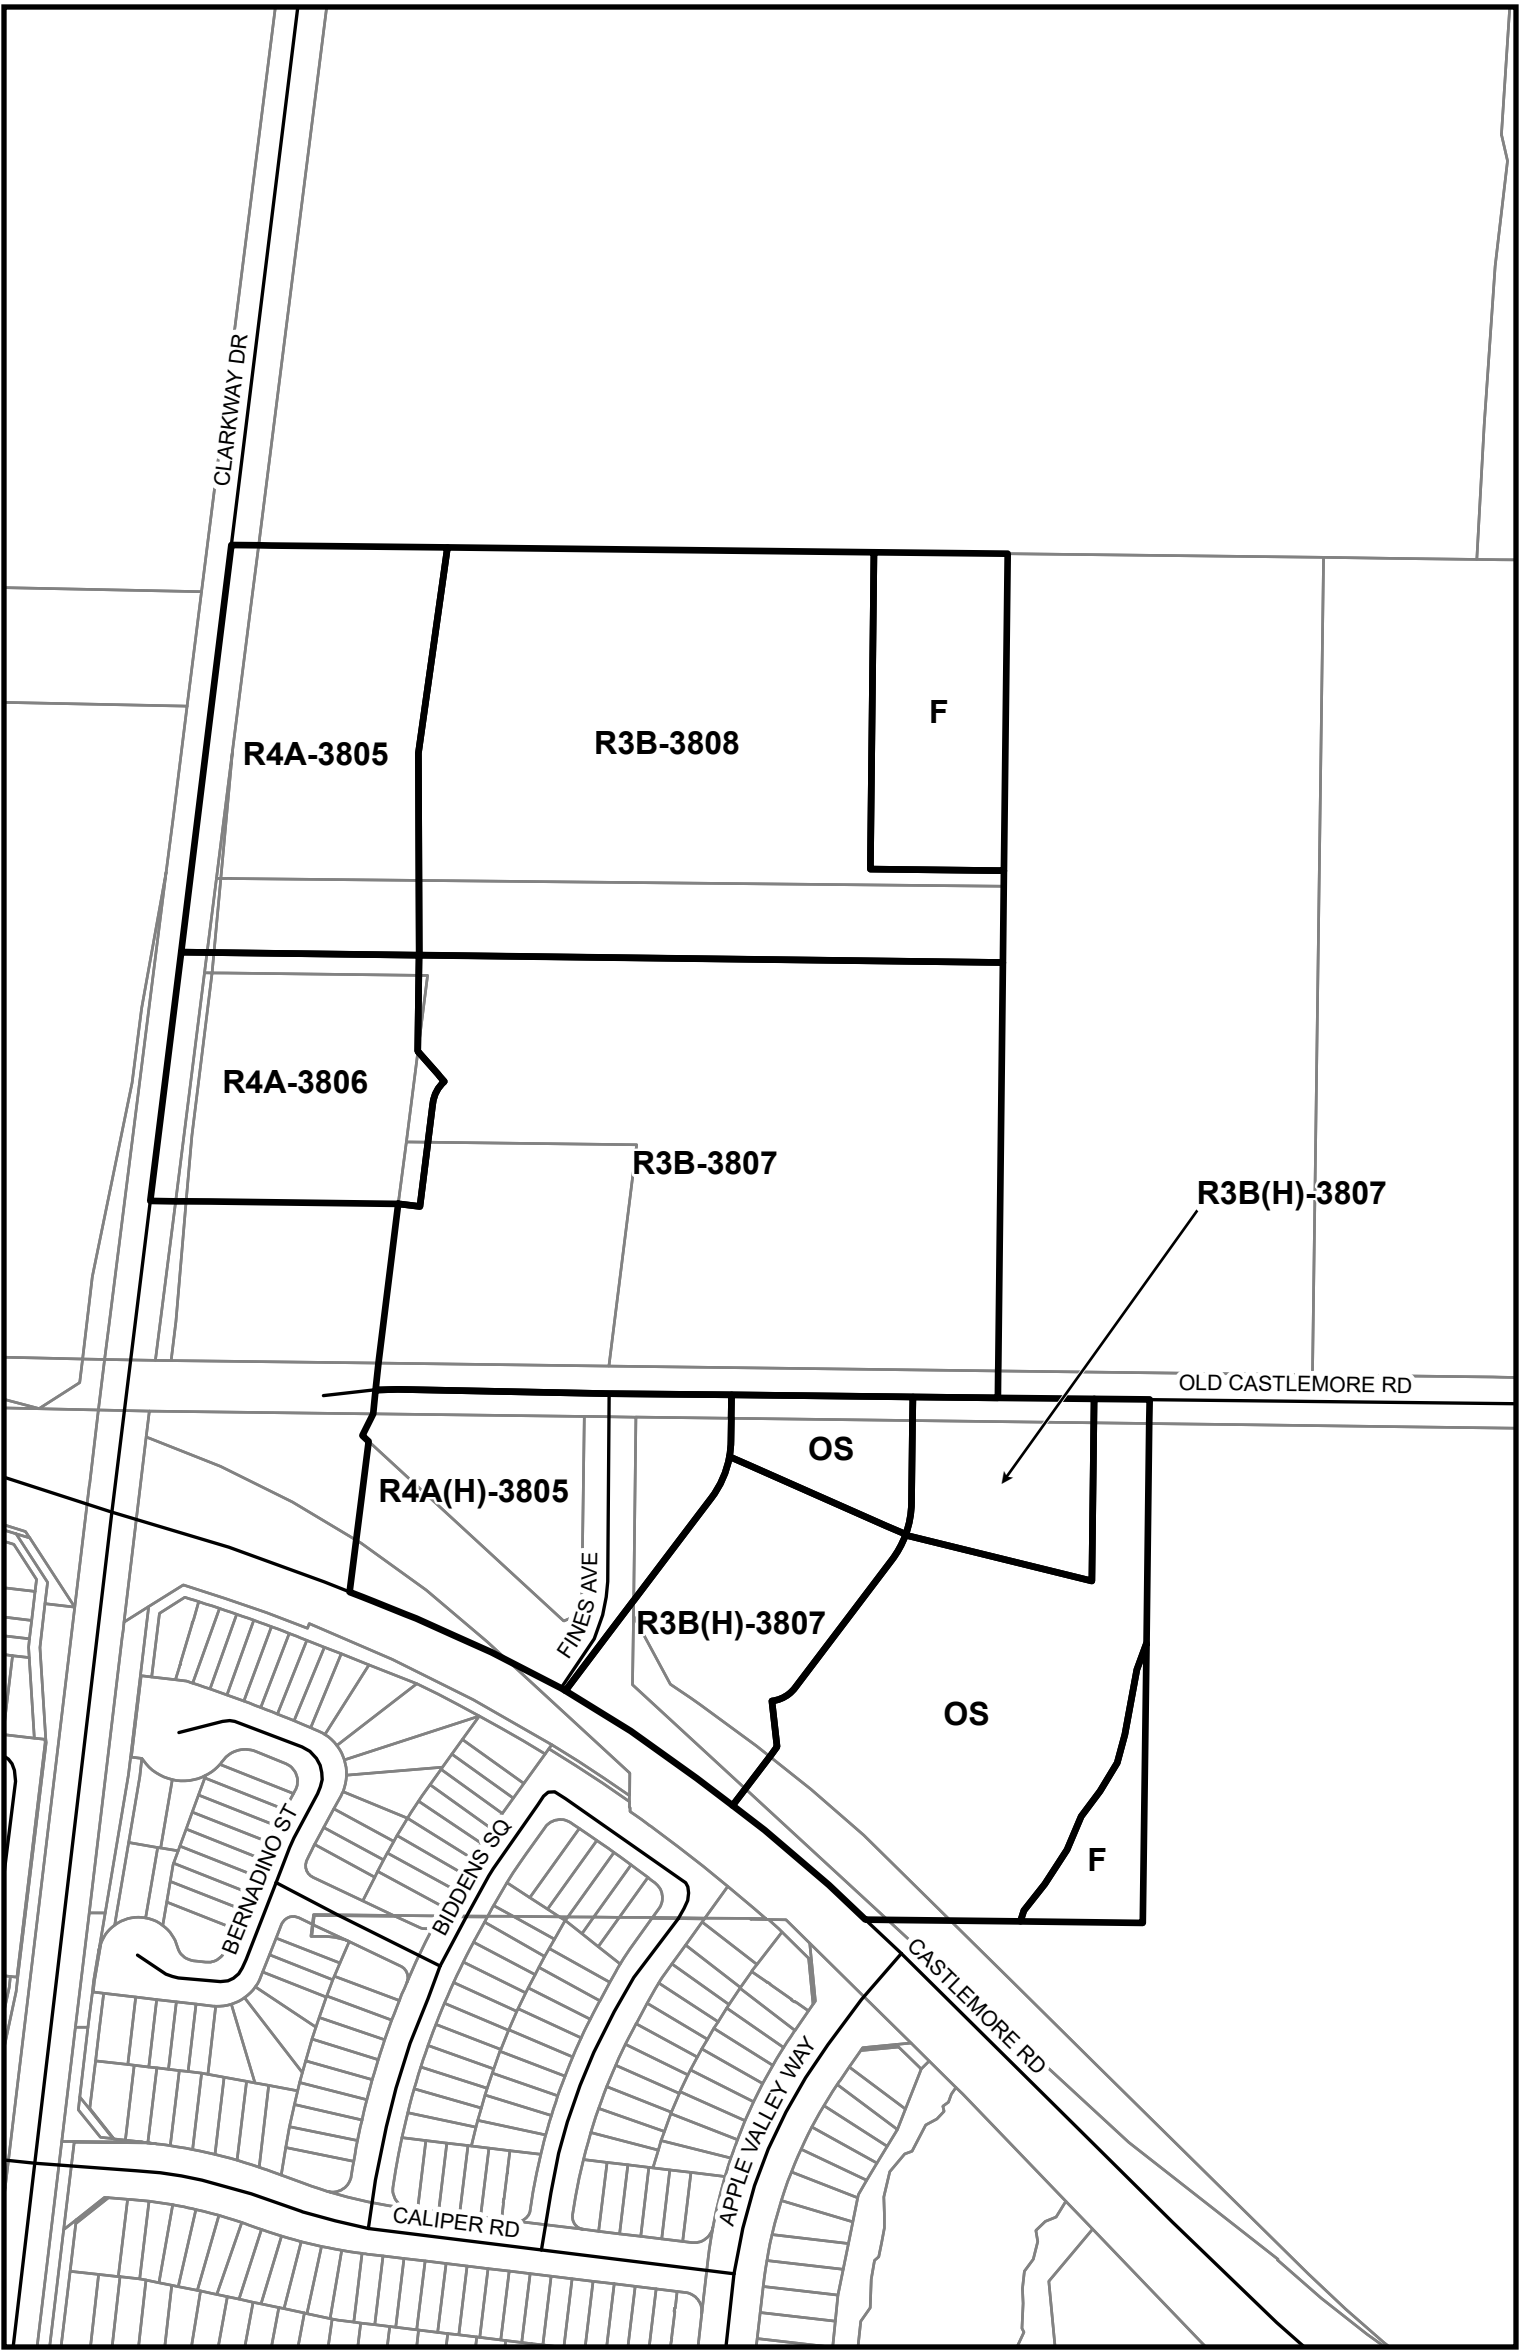 CLARKWAY DR
F
R3B-3808
R4A-3805
R4A-3806
R3B-3807
R3B(H)-3807
OLD CASTLEMORE RD
OS
R4A(H)-3805
FINES AVE
R3B(H)-3807
OS
F
BERNADINO ST
BIDDENS SQ
CASTLEMORE RD
APPLE VALLEY WAY
CALIPER RD